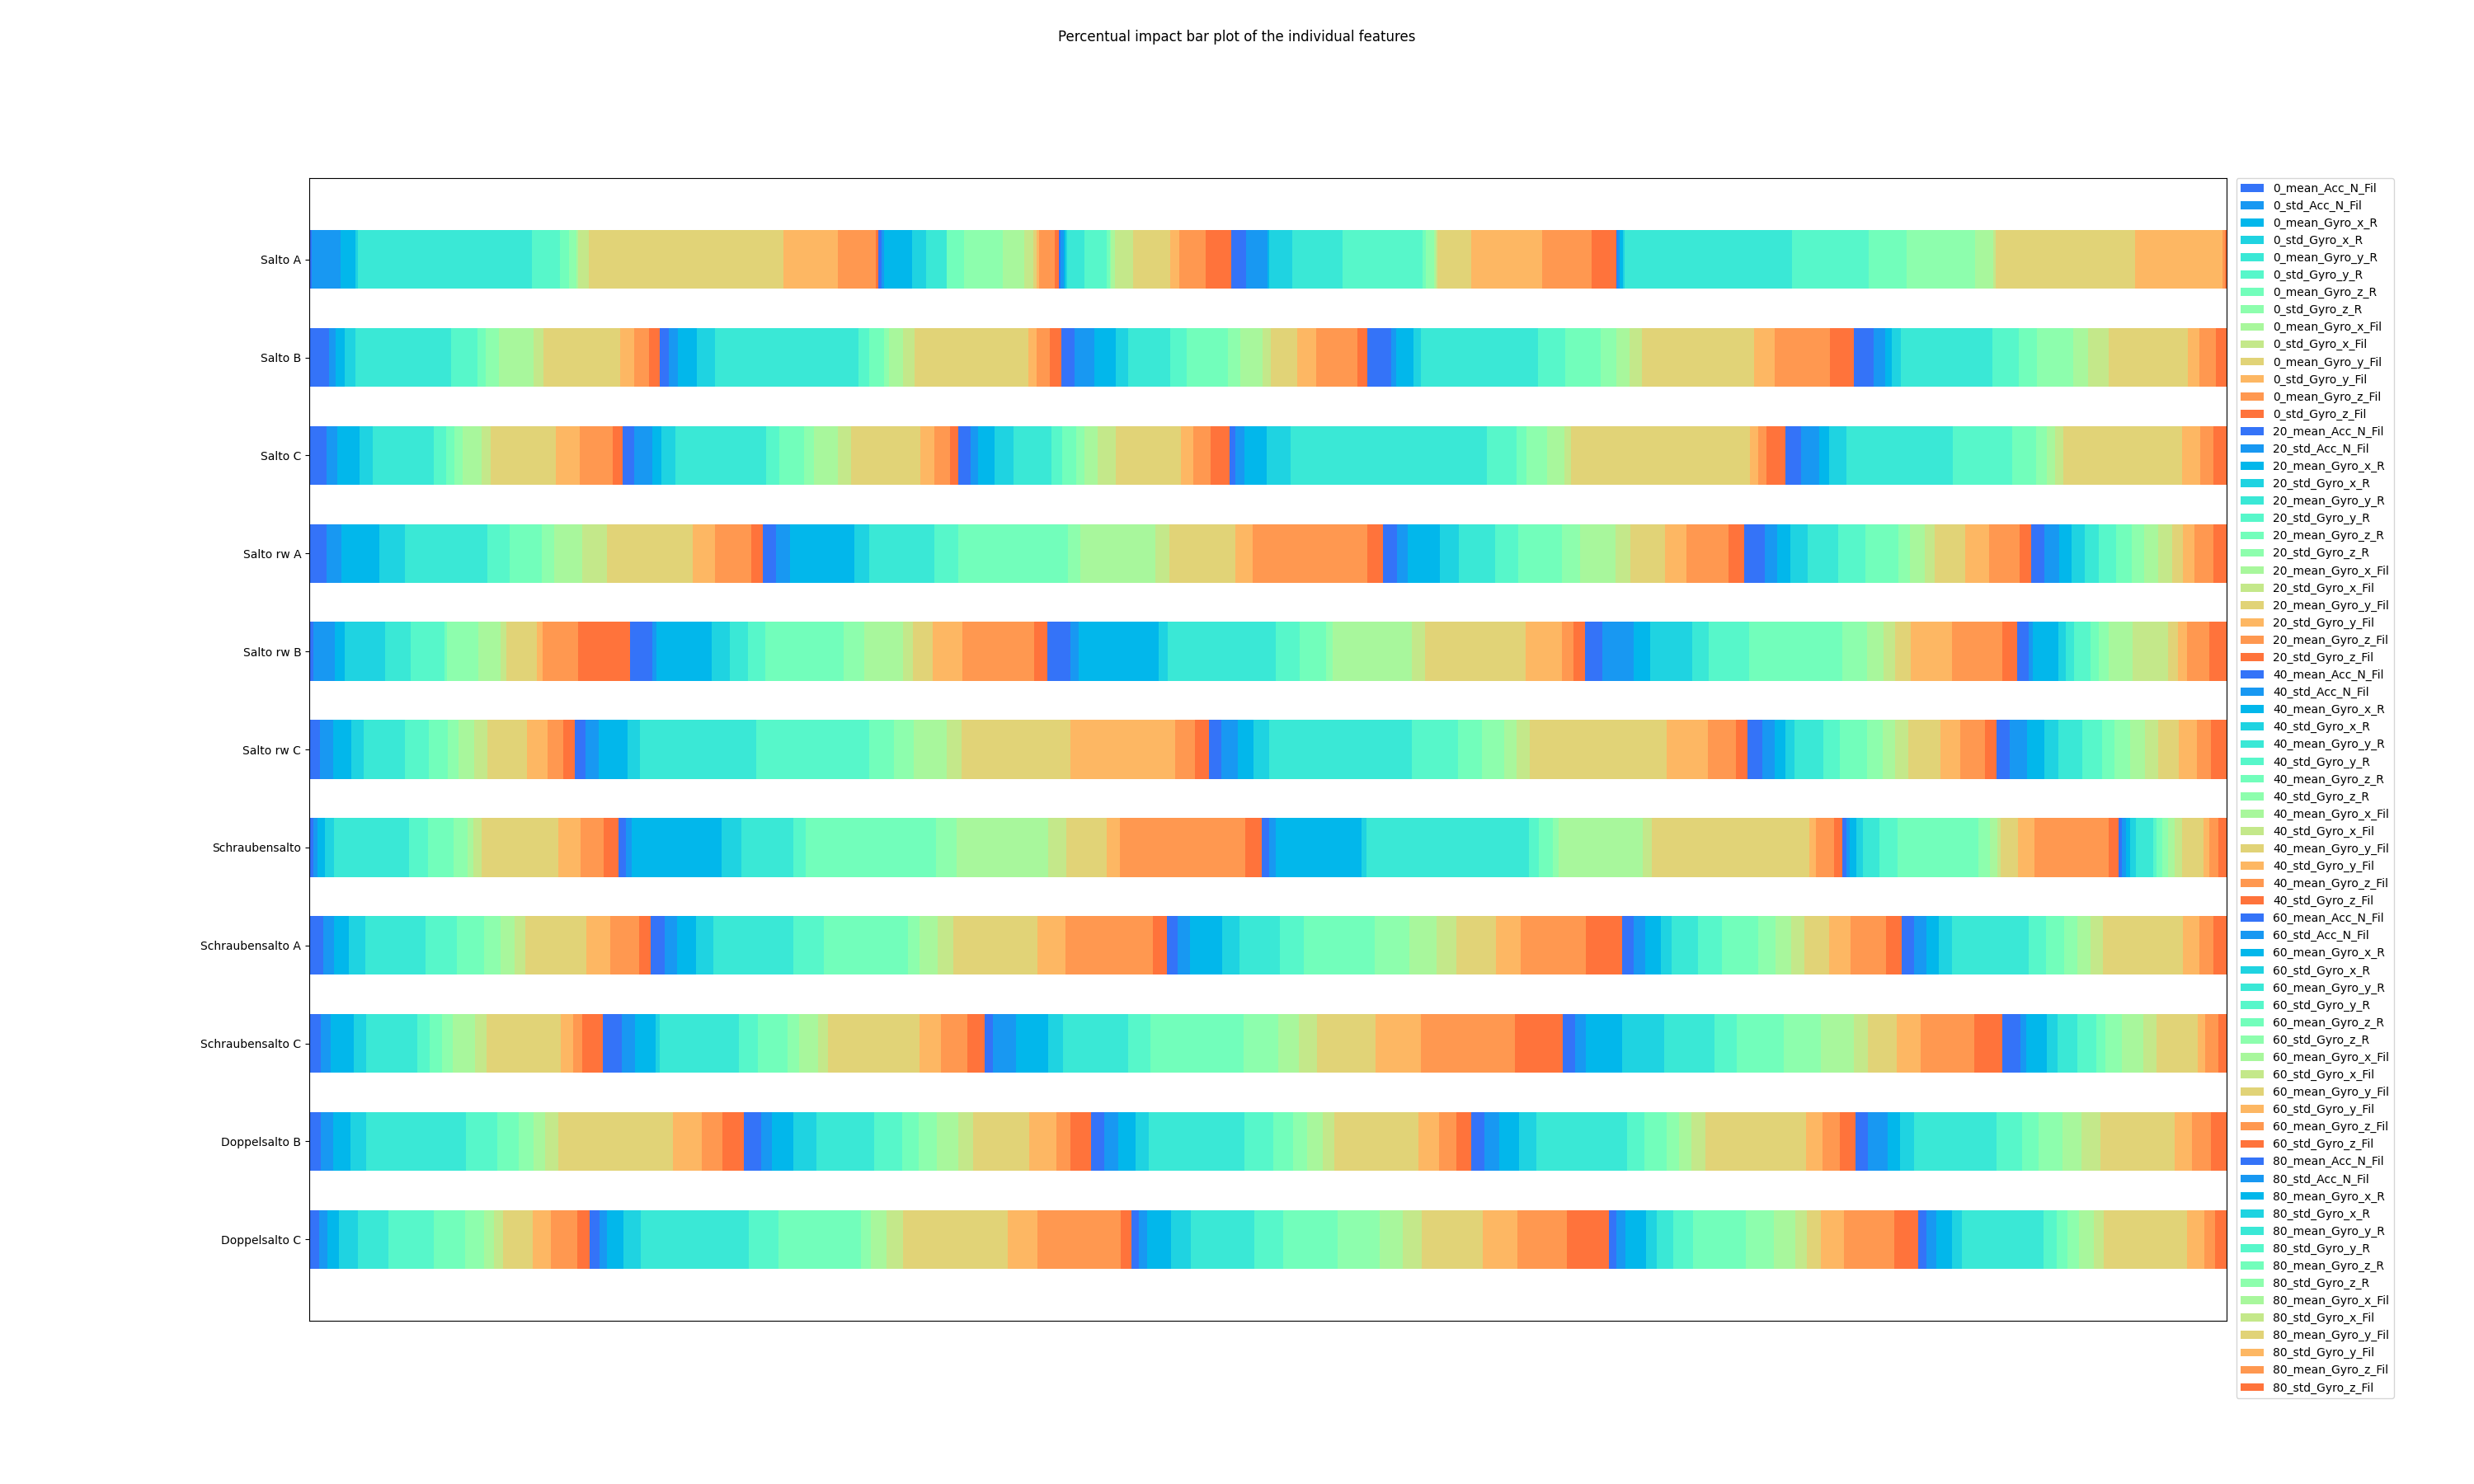 Percentual impact bar plot of the individual features
Salto A
Salto B
Salto C
Salto rw A
Salto rw B
Salto rw C
Schraubensalto
Schraubensalto A
Schraubensalto C
Doppelsalto B
Doppelsalto C
0_mean_Acc_N_Fil
0_std_Acc_N_Fil
0_mean_Gyro_x_R
0_std_Gyro_x_R
0_mean_Gyro_y_R
0_std_Gyro_y_R
0_mean_Gyro_z_R
0_std_Gyro_z_R
0_mean_Gyro_x_Fil
0_std_Gyro_x_Fil
0_mean_Gyro_y_Fil
0_std_Gyro_y_Fil
0_mean_Gyro_z_Fil
0_std_Gyro_z_Fil
20_mean_Acc_N_Fil
20_std_Acc_N_Fil
20_mean_Gyro_x_R
20_std_Gyro_x_R
20_mean_Gyro_y_R
20_std_Gyro_y_R
20_mean_Gyro_z_R
20_std_Gyro_z_R
20_mean_Gyro_x_Fil
20_std_Gyro_x_Fil
20_mean_Gyro_y_Fil
20_std_Gyro_y_Fil
20_mean_Gyro_z_Fil
20_std_Gyro_z_Fil
40_mean_Acc_N_Fil
40_std_Acc_N_Fil
40_mean_Gyro_x_R
40_std_Gyro_x_R
40_mean_Gyro_y_R
40_std_Gyro_y_R
40_mean_Gyro_z_R
40_std_Gyro_z_R
40_mean_Gyro_x_Fil
40_std_Gyro_x_Fil
40_mean_Gyro_y_Fil
40_std_Gyro_y_Fil
40_mean_Gyro_z_Fil
40_std_Gyro_z_Fil
60_mean_Acc_N_Fil
60_std_Acc_N_Fil
60_mean_Gyro_x_R
60_std_Gyro_x_R
60_mean_Gyro_y_R
60_std_Gyro_y_R
60_mean_Gyro_z_R
60_std_Gyro_z_R
60_mean_Gyro_x_Fil
60_std_Gyro_x_Fil
60_mean_Gyro_y_Fil
60_std_Gyro_y_Fil
60_mean_Gyro_z_Fil
60_std_Gyro_z_Fil
80_mean_Acc_N_Fil
80_std_Acc_N_Fil
80_mean_Gyro_x_R
80_std_Gyro_x_R
80_mean_Gyro_y_R
80_std_Gyro_y_R
80_mean_Gyro_z_R
80_std_Gyro_z_R
80_mean_Gyro_x_Fil
80_std_Gyro_x_Fil
80_mean_Gyro_y_Fil
80_std_Gyro_y_Fil
80_mean_Gyro_z_Fil
80_std_Gyro_z_Fil